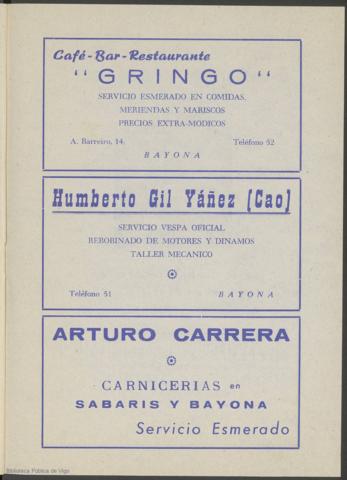 Café-Bar-Restaurante
"GRINGO"
SERVICIO ESMERADO EN COMIDAS,
MERIENDAS Y MARISCOS
PRECIOS EXTRA-MODICOS
A. Barreiro, 14. Teléfono 52
BAYONA
Humberto Gil Yáñez (Cao)
SERVICIO VESPA OFICIAL
REBOBINADO DE MOTORES Y DINAMOS
TALLER MECANICO
Teléfono 51 BAYONA
ARTURO CARRERA
CARNICERIAS en
SABARIS Y BAYONA
Servicio Esmerado
Biblioteca Pública de Vigo